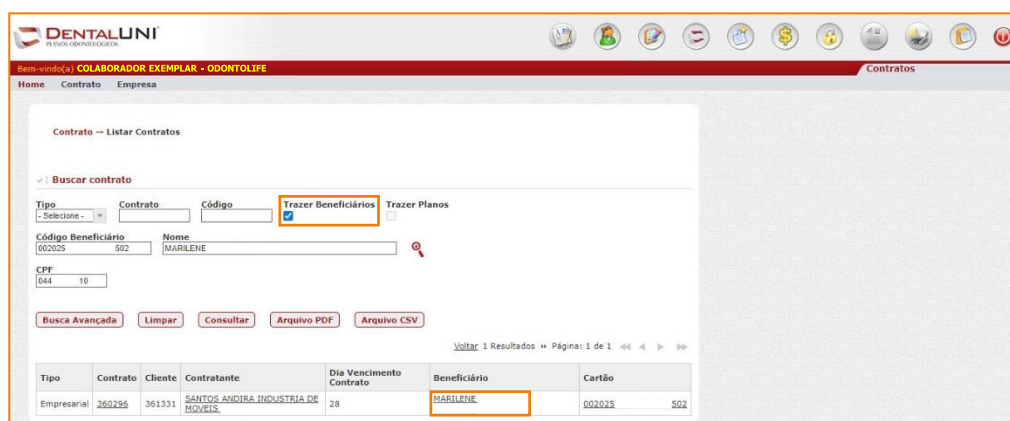 DENTALUNI
PLANOS ODONTOLÓGICOS
Bem-vindo(a) COLABORADOR EXEMPLAR - ODONTOLIFE
Contratos
Home Contrato Empresa
Contrato → Listar Contratos
Buscar contrato
Tipo Contrato Código Trazer Beneficiários Trazer Planos
- Selecione -
Código Beneficiário Nome
002025 502 MARILENE
CPF
044 10
Busca Avançada Limpar Consultar Arquivo PDF Arquivo CSV
Voltar 1 Resultados » Página: 1 de 1
Tipo Contrato Cliente Contratante Dia Vencimento Contrato Beneficiário Cartão
Empresarial 360296 361331 SANTOS ANDIRA INDUSTRIA DE MOVEIS 28 MARILENE 002025 502